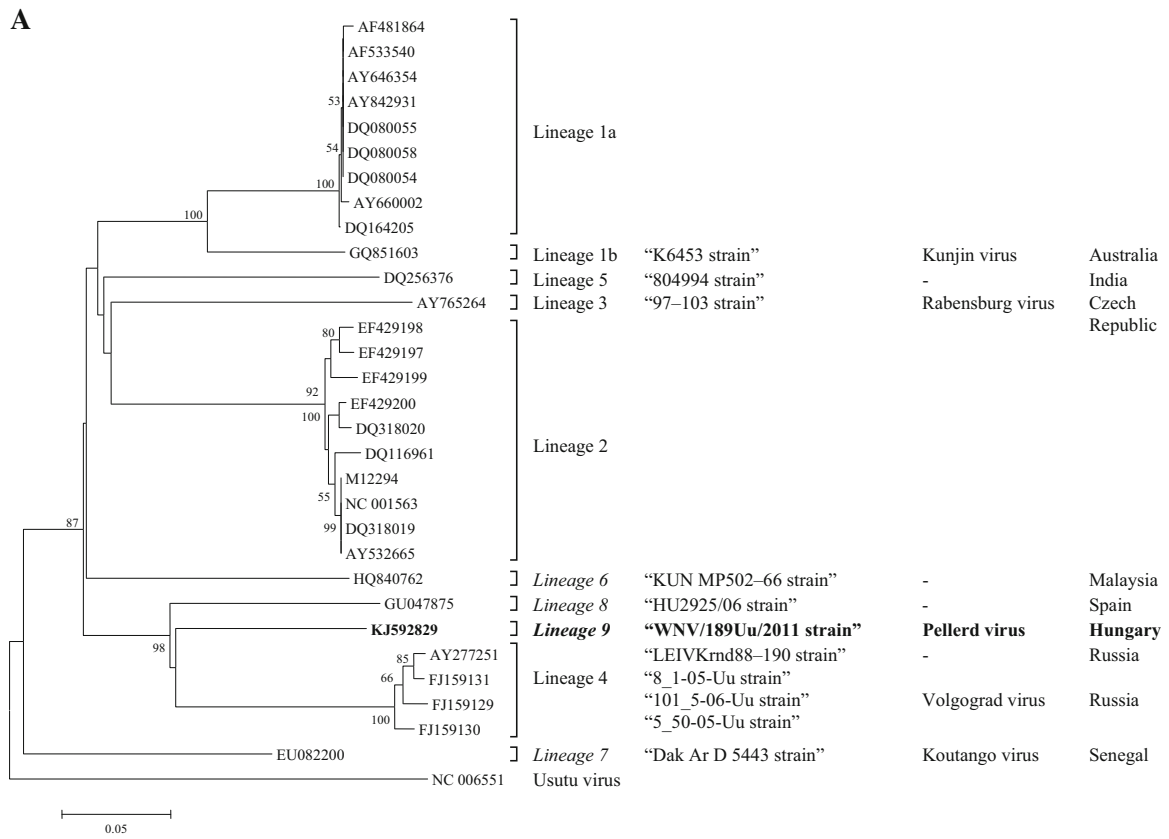 A
AF481864
AF533540
AY646354
53 AY842931
Lineage 1a
DQ080055
54 DQ080058
DQ080054
100
AY660002
100
DQ164205
GQ851603 Lineage 1b “K6453 strain” Kunjin virus Australia
DQ256376 Lineage 5 “804994 strain” - India
AY765264 Lineage 3 “97–103 strain” Rabensburg virus Czech
Republic
80 EF429198
EF429197
EF429199
92
EF429200
100
DQ318020
Lineage 2
DQ116961
M12294
55
NC 001563
99 DQ318019
87
AY532665
HQ840762 Lineage 6 “KUN MP502–66 strain” - Malaysia
GU047875 Lineage 8 “HU2925/06 strain” - Spain
KJ592829 Lineage 9 “WNV/189Uu/2011 strain” Pellerd virus Hungary
98
85 AY277251 “LEIVKrnd88–190 strain” - Russia
66 FJ159131 Lineage 4 “8_1-05-Uu strain”
FJ159129 “101_5-06-Uu strain” Volgograd virus Russia
100 FJ159130 “5_50-05-Uu strain”
EU082200 Lineage 7 “Dak Ar D 5443 strain” Koutango virus Senegal
NC 006551 Usutu virus
0.05